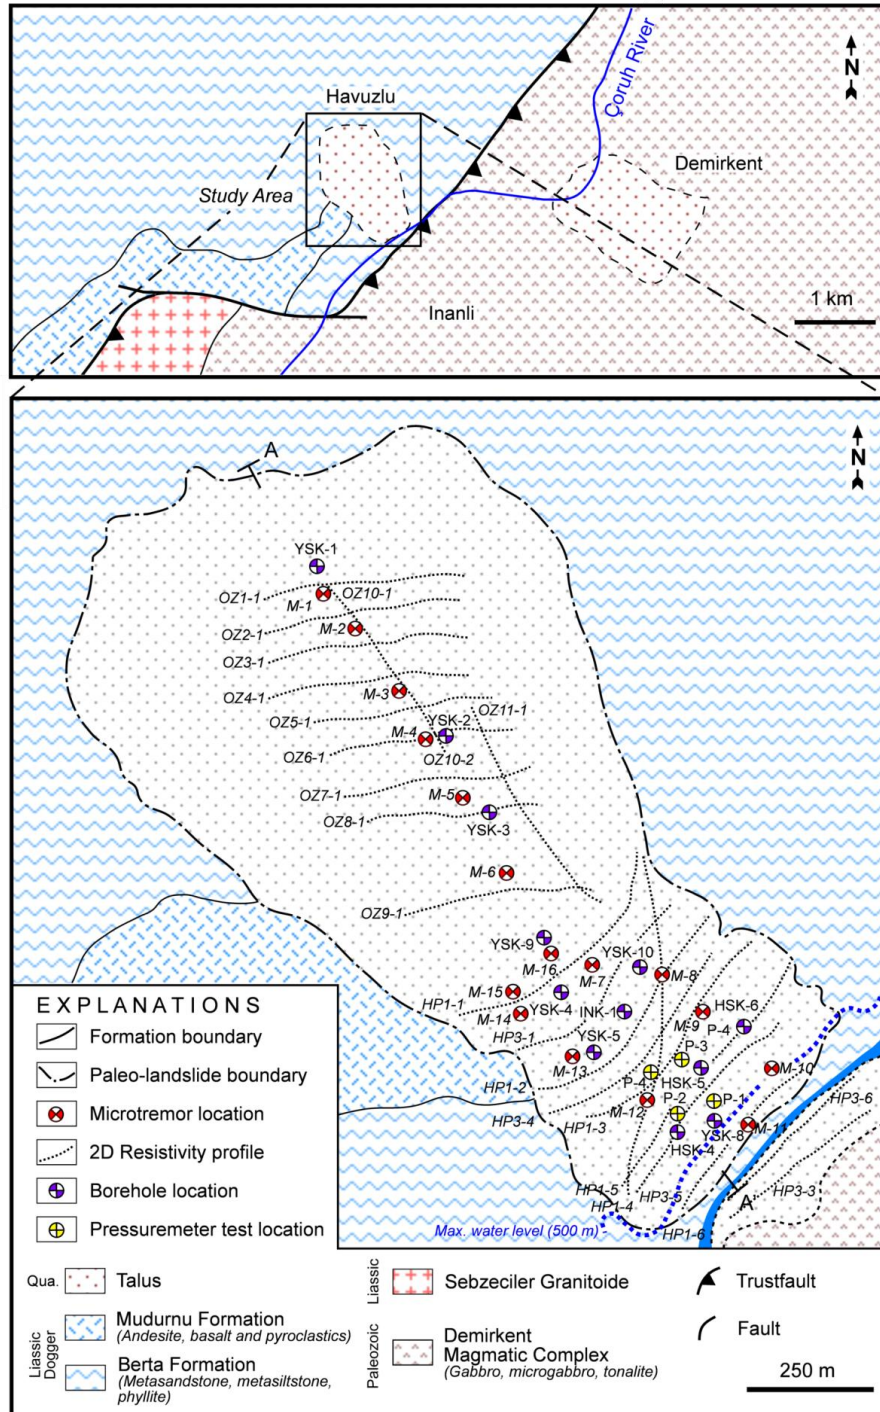 Havuzlu
Çoruh River
N
Demirkent
Study Area
Inanli
1 km
A
N
YSK-1
OZ1-1
M-1
OZ10-1
OZ2-1
M-2
OZ3-1
OZ4-1
M-3
OZ5-1
M-4
YSK-2
OZ11-1
OZ6-1
OZ10-2
OZ7-1
M-5
OZ8-1
YSK-3
M-6
OZ9-1
YSK-9
M-16
M-7
YSK-10
M-8
M-15
HP1-1
M-14
YSK-4
INK-1
M-9
HSK-6
P-4
HP3-1
YSK-5
P-3
M-13
M-10
HP1-2
P-4
HSK-5
HP3-6
HP3-4
HP1-3
M-12
P-2
P-1
HSK-4
YSK-8
M-11
HP1-5
HP3-5
HP3-3
HP1-4
A
Max. water level (500 m)
HP1-6
EXPLANATIONS
Formation boundary
Paleo-landslide boundary
Microtremor location
2D Resistivity profile
Borehole location
Pressuremeter test location
Qua.
Talus
Liassic
Dogger
Mudurnu Formation
(Andesite, basalt and pyroclastics)
Berta Formation
(Metasandstone, metasiltstone,
phyllite)
Liassic
Sebzeciler Granitoide
Paleozoic
Demirkent
Magmatic Complex
(Gabbro, microgabbro, tonalite)
Trustfault
Fault
250 m